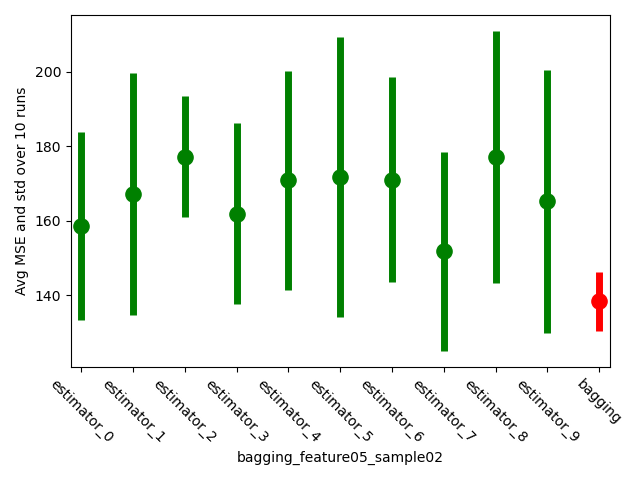 Avg MSE and std over 10 runs
200
180
160
140
estimator_0
estimator_1
estimator_2
estimator_3
estimator_4
estimator_5
estimator_6
estimator_7
estimator_8
estimator_9
bagging
bagging_feature05_sample02